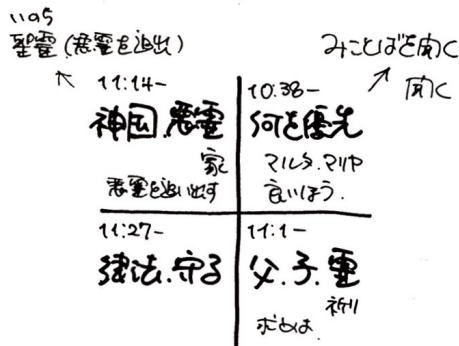 聖霊(悪霊を追出)
みことばを聞く
聞く
11:14-
神国.悪霊
家
悪霊を追い出す
10:38-
何を優先
マルタ.マリヤ
良いほう.
11:27-
律法.守る
11:1-
父.子.霊
祈り
求めよ